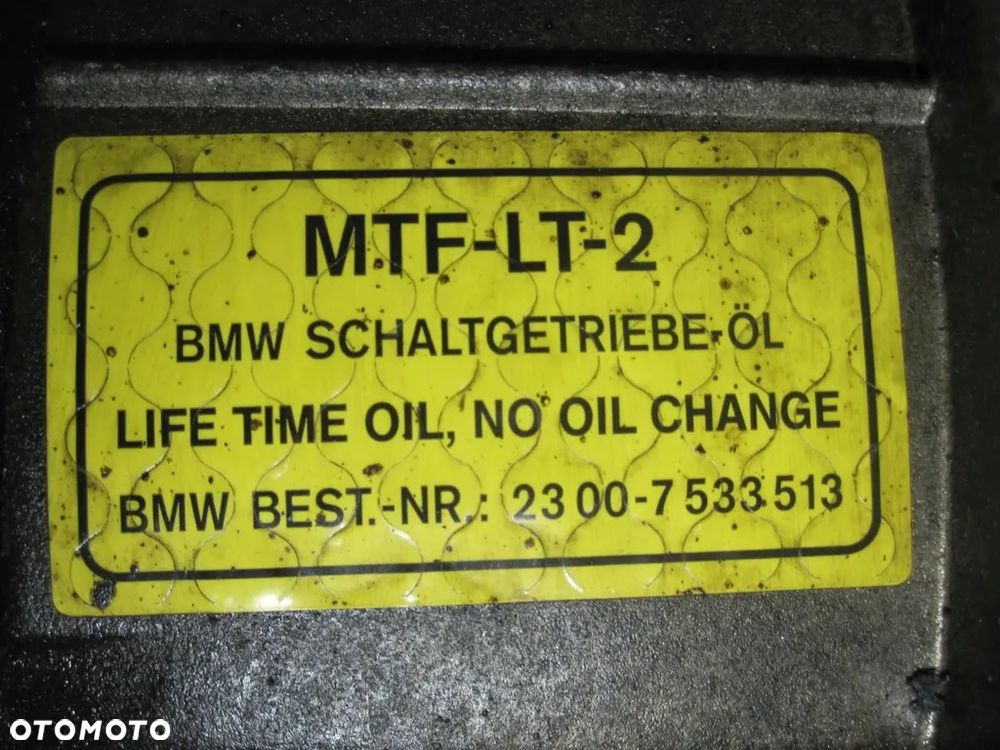 MTF-LT-2
BMW SCHALTGETRIEBE-ÖL
LIFE TIME OIL, NO OIL CHANGE
BMW BEST.-NR.: 23 00-7 533 513
OTOMOTO